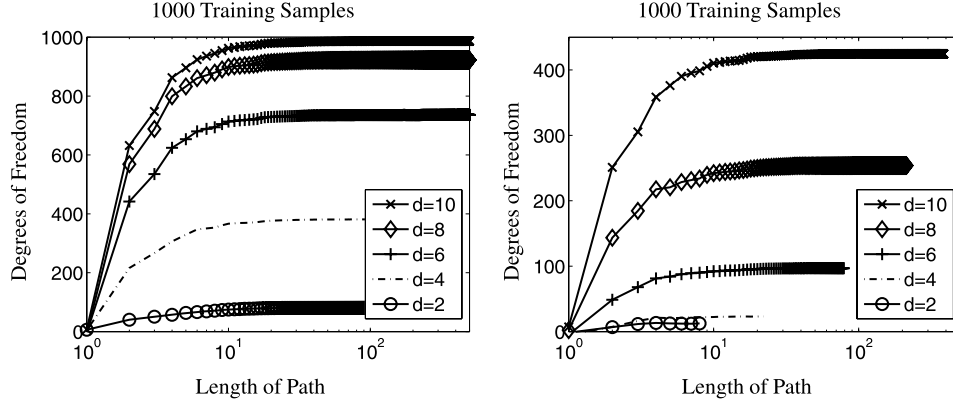 1000 Training Samples
Degrees of Freedom
1000
800
600
400
200
0
10^0
10^1
10^2
Length of Path
d=10
d=8
d=6
d=4
d=2
1000 Training Samples
Degrees of Freedom
400
300
200
100
0
10^0
10^1
10^2
Length of Path
d=10
d=8
d=6
d=4
d=2